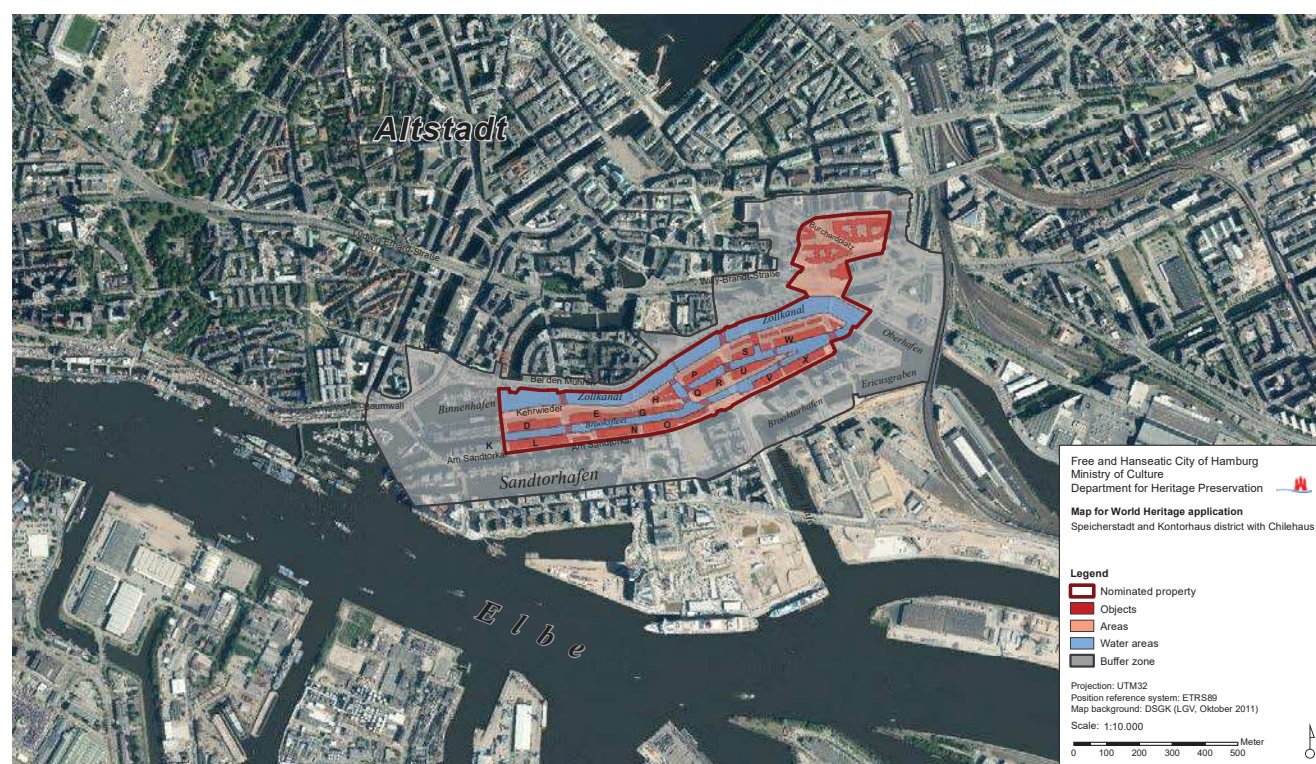 Altstadt
Burchardplatz
Willy-Brandt-Straße
Zollkanal
Oberhafen
S
W
P
U
X
R
V
Ericusgraben
Bei den Mühren
Q
Zollkanal
H
Binnenhafen
Baumwall
Kehrwieder
E
G
Brooktorhafen
D
Brooksfleet
N
O
K
L
Am Sandtorkai
Am Sandtorkai
Sandtorhafen
Elbe
Free and Hanseatic City of Hamburg
Ministry of Culture
Department for Heritage Preservation
Map for World Heritage application
Speicherstadt and Kontorhaus district with Chilehaus
Legend
Nominated property
Objects
Areas
Water areas
Buffer zone
Projection: UTM32
Position reference system: ETRS89
Map background: DSGK (LGV, Oktober 2011)
Scale: 1:10.000
Meter
0 100 200 300 400 500